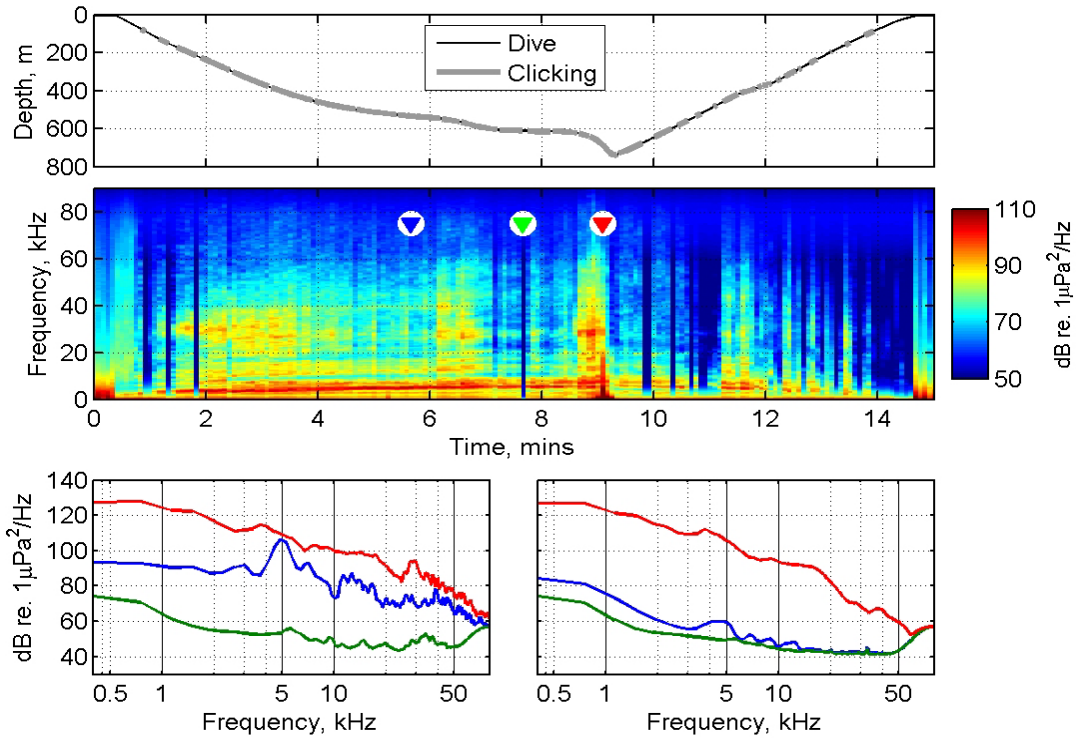 Depth, m
0
200
400
600
800
Dive
Clicking
Frequency, kHz
80
60
40
20
0
0 2 4 6 8 10 12 14
Time, mins
110
90
70
50
dB re. 1µPa²/Hz
dB re. 1µPa²/Hz
140
120
100
80
60
40
0.5 1 5 10 50
Frequency, kHz
0.5 1 5 10 50
Frequency, kHz